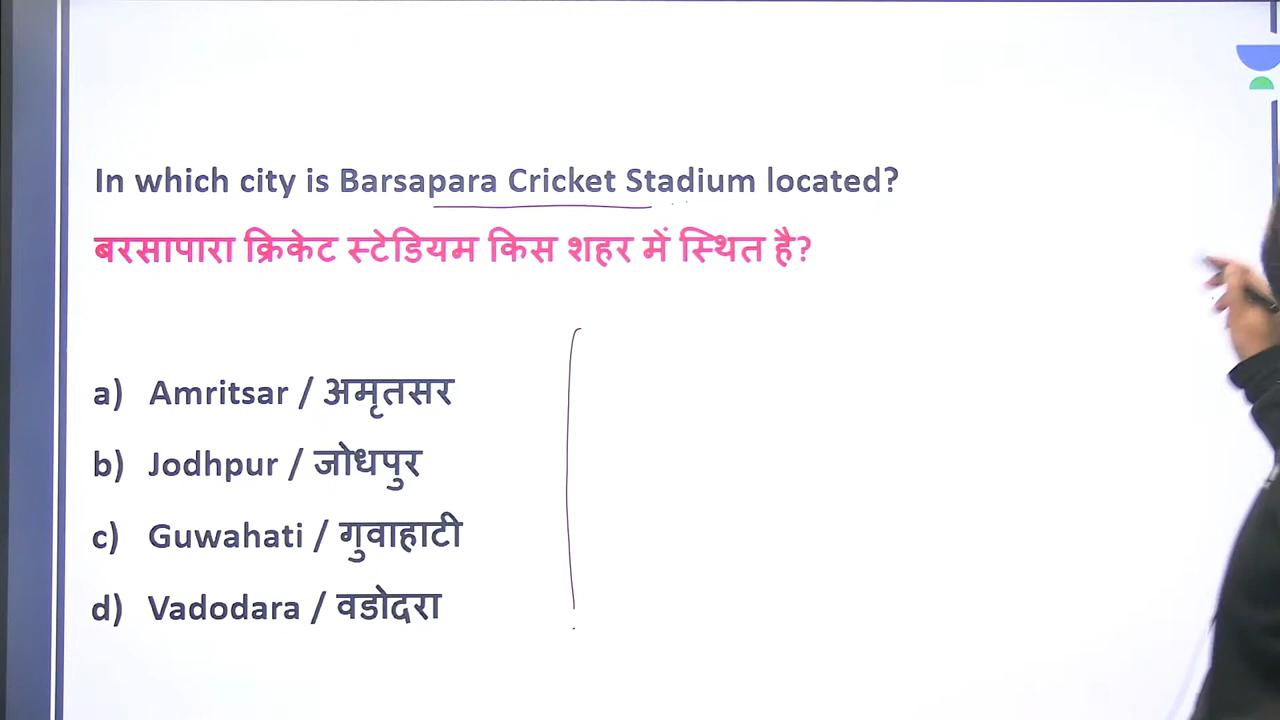 In which city is Barsapara Cricket Stadium located?
बरसापारा क्रिकेट स्टेडियम किस शहर में स्थित है?
a) Amritsar / अमृतसर
b) Jodhpur / जोधपुर
c) Guwahati / गुवाहाटी
d) Vadodara / वडोदरा